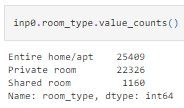 inp0.room_type.value_counts()
Entire home/apt    25409
Private room       22326
Shared room         1160
Name: room_type, dtype: int64